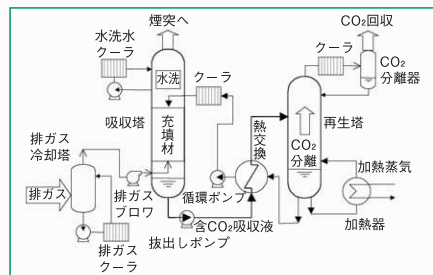 煙突へ
水洗水
クーラ
水洗
クーラ
吸収塔
充
填
材
排ガス
冷却塔
排ガス
排ガス
ブロワ
排ガス
クーラ
循環ポンプ
含CO₂吸収液
抜出しポンプ
熱
交
換
クーラ
CO₂回収
CO₂
分離器
再生塔
CO₂
分離
加熱蒸気
加熱器